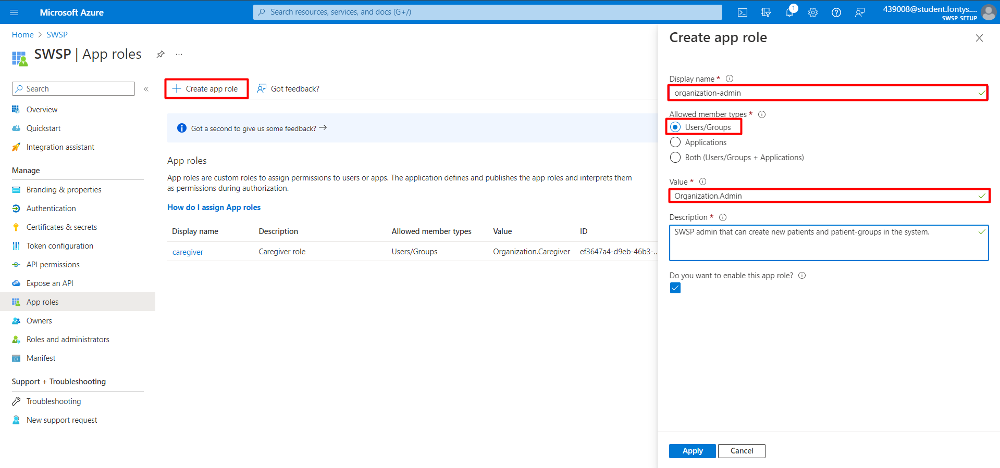 Microsoft Azure
Search resources, services, and docs (G+/)
1
439008@student.fontys....
SWSP-SETUP
Home > SWSP
SWSP | App roles
...
Search
«
Overview
Quickstart
Integration assistant
Manage
Branding & properties
Authentication
Certificates & secrets
Token configuration
API permissions
Expose an API
App roles
Owners
Roles and administrators
Manifest
Support + Troubleshooting
Troubleshooting
New support request
Create app role
Got feedback?
Got a second to give us some feedback? →
App roles
App roles are custom roles to assign permissions to users or apps. The application defines and publishes the app roles and interprets them
as permissions during authorization.
How do I assign App roles
Display name Description Allowed member types Value ID
caregiver Caregiver role Users/Groups Organization.Caregiver ef3647a4-d9eb-46b3-...
Create app role
Display name *
organization-admin
Allowed member types *
Users/Groups
Applications
Both (Users/Groups + Applications)
Value *
Organization.Admin
Description *
SWSP admin that can create new patients and patient-groups in the system.
Do you want to enable this app role?
Apply
Cancel